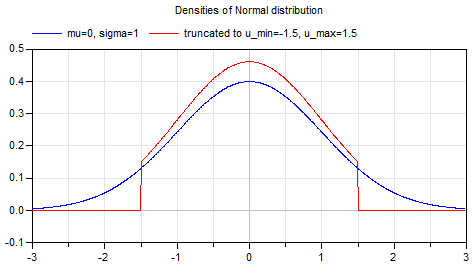 Densities of Normal distribution
mu=0, sigma=1 truncated to u_min=-1.5, u_max=1.5
0.5
0.4
0.3
0.2
0.1
0.0
-0.1
-3 -2 -1 0 1 2 3